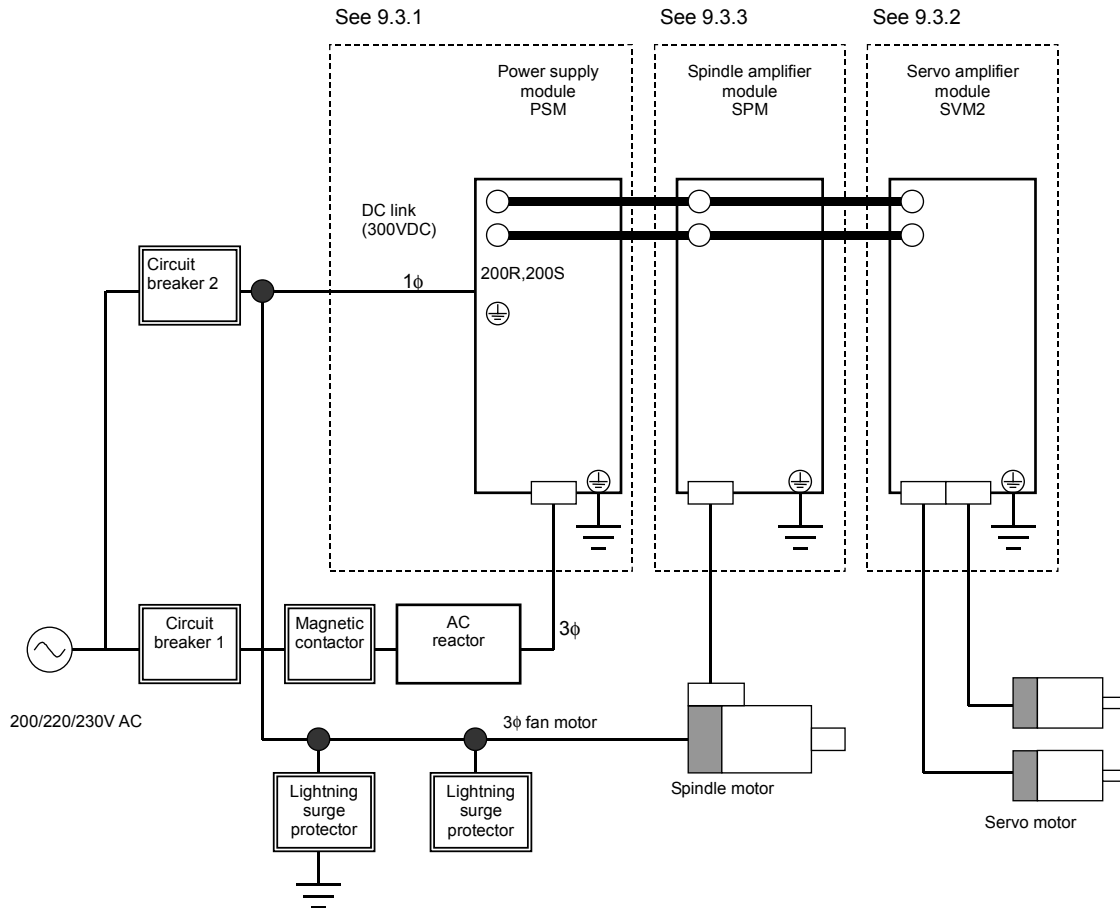 See 9.3.1
See 9.3.3
See 9.3.2
Power supply
module
PSM
Spindle amplifier
module
SPM
Servo amplifier
module
SVM2
DC link
(300VDC)
Circuit
breaker 2
1ϕ
200R,200S
Circuit
breaker 1
Magnetic
contactor
AC
reactor
3ϕ
200/220/230V AC
3ϕ fan motor
Lightning
surge
protector
Lightning
surge
protector
Spindle motor
Servo motor